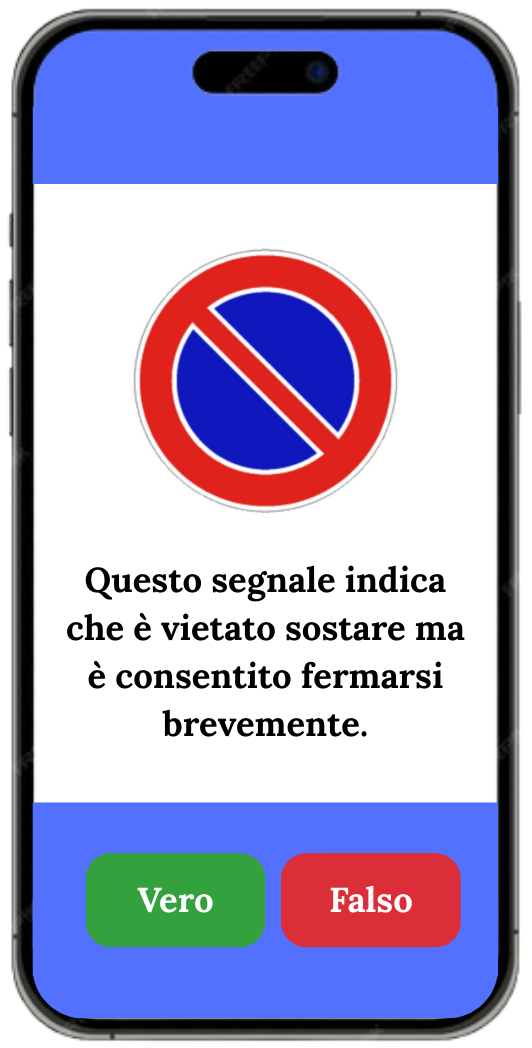 Questo segnale indica
che è vietato sostare ma
è consentito fermarsi
brevemente.
Vero
Falso